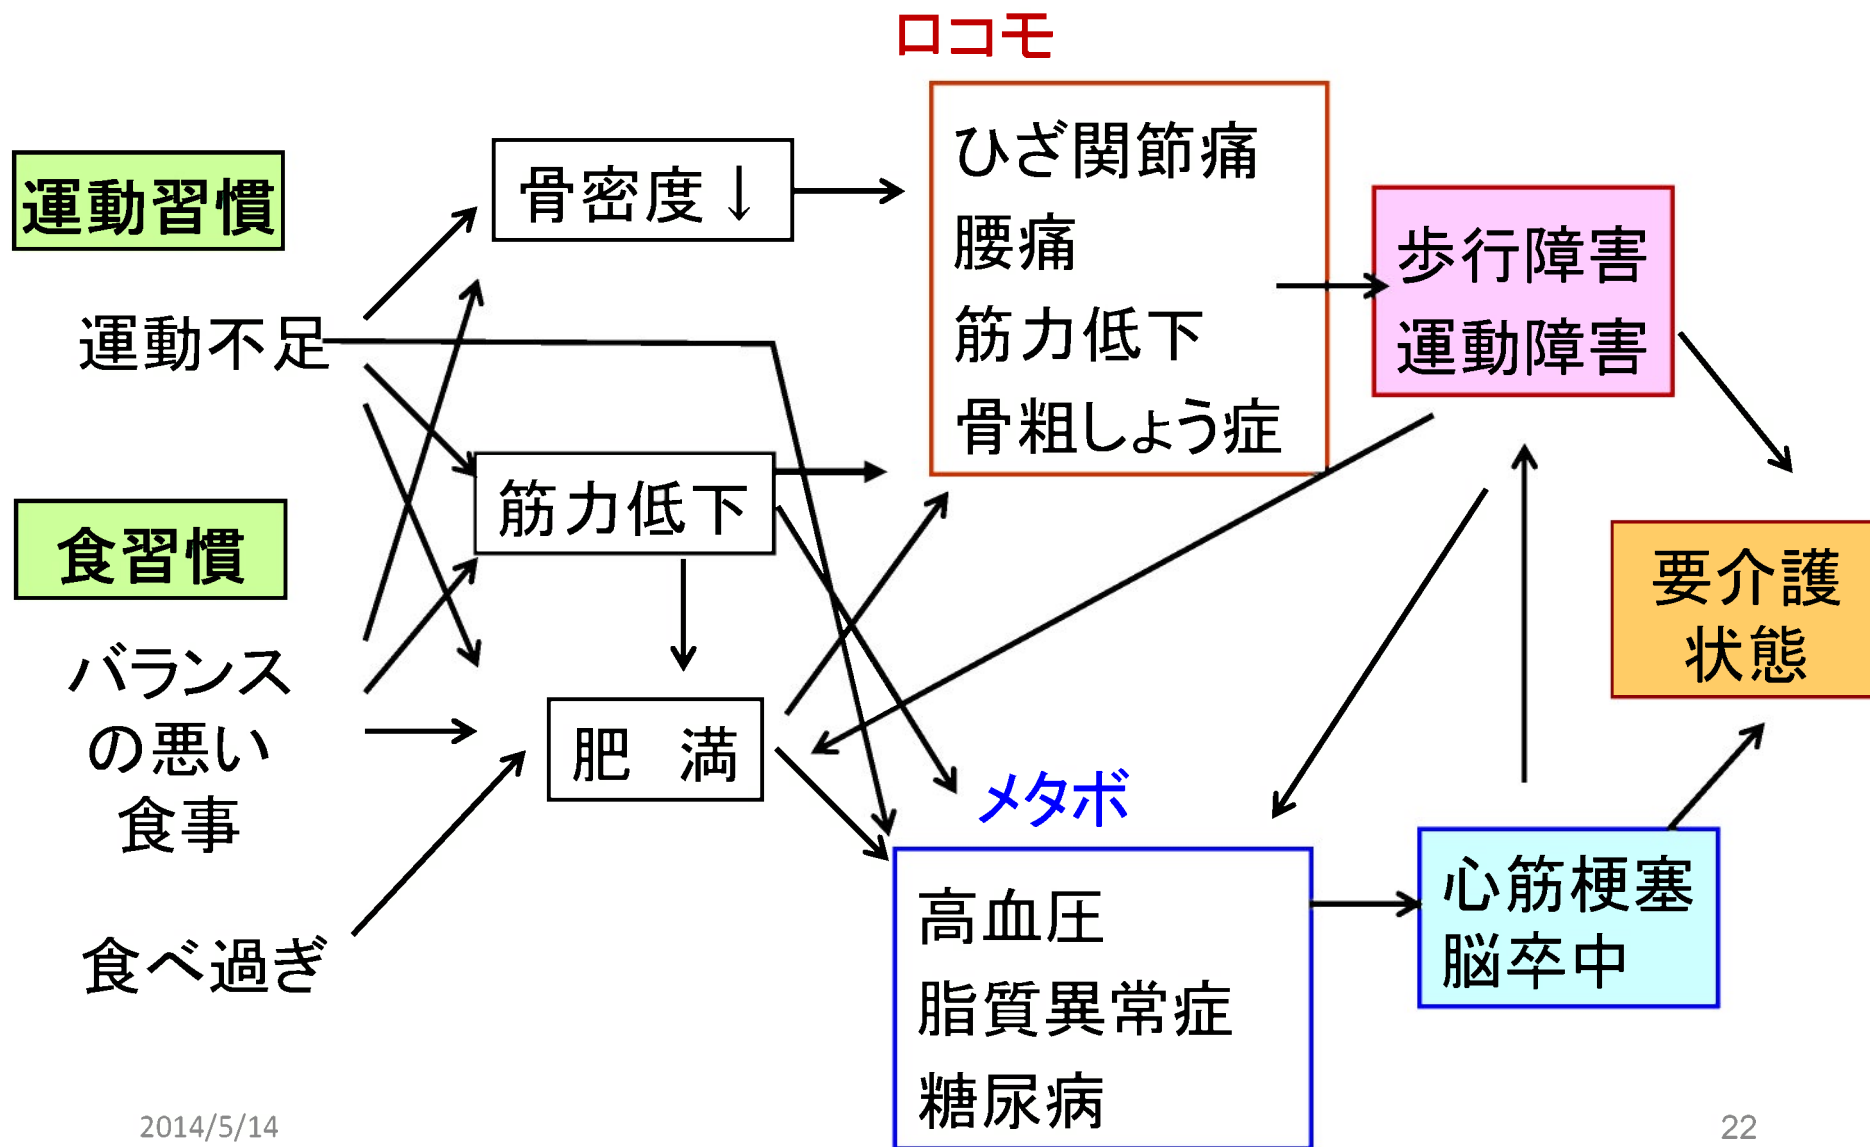 ロコモ
運動習慣
運動不足
食習慣
バランス
の悪い
食事
食べ過ぎ
骨密度↓
筋力低下
肥　満
ひざ関節痛
腰痛
筋力低下
骨粗しょう症
歩行障害
運動障害
要介護
状態
メタボ
高血圧
脂質異常症
糖尿病
心筋梗塞
脳卒中
2014/5/14
22